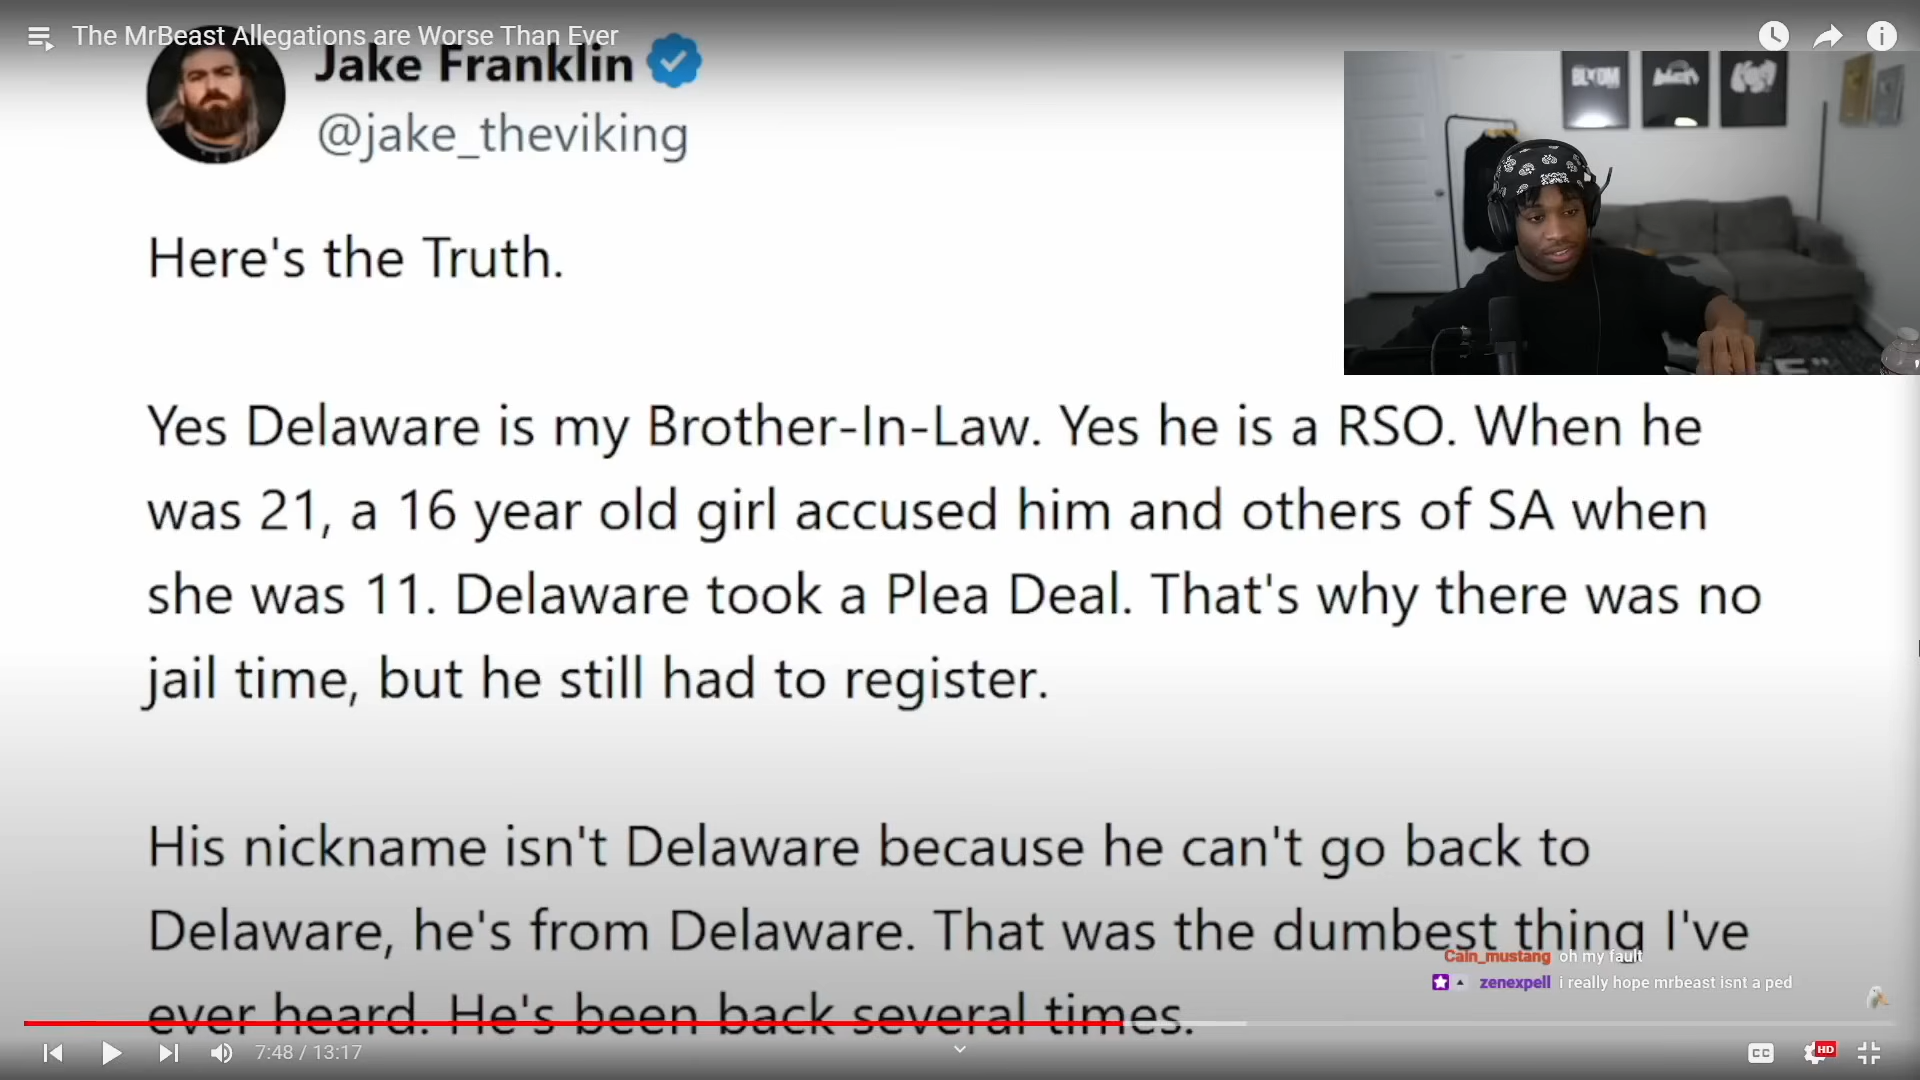 The MrBeast Allegations are Worse Than Ever
Jake Franklin
@jake_theviking
Here's the Truth.
Yes Delaware is my Brother-In-Law. Yes he is a RSO. When he
was 21, a 16 year old girl accused him and others of SA when
she was 11. Delaware took a Plea Deal. That's why there was no
jail time, but he still had to register.
His nickname isn't Delaware because he can't go back to
Delaware, he's from Delaware. That was the dumbest thing I've
ever heard. He's been back several times.
Cain_mustang oh my fault
zenexpell i really hope mrbeast isnt a ped
7:48 / 13:17
CC
HD